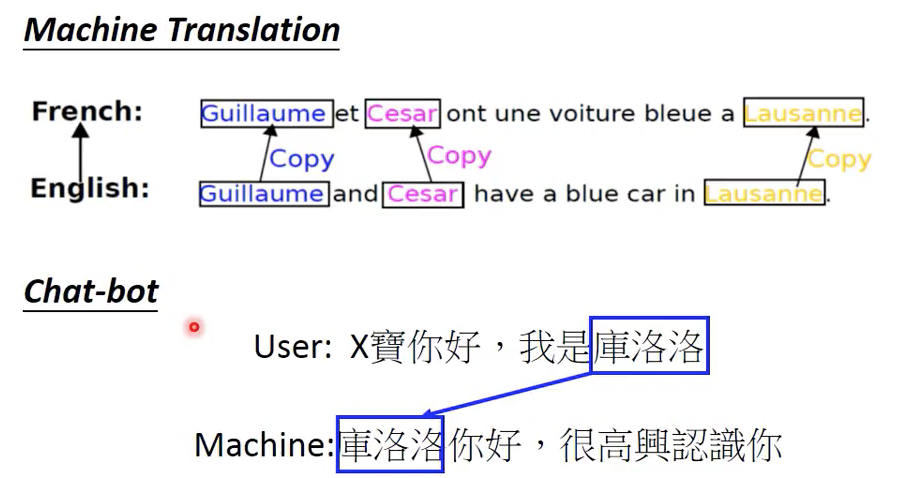 Machine Translation
French: Guillaume et Cesar ont une voiture bleue a Lausanne.
Copy Copy Copy
English: Guillaume and Cesar have a blue car in Lausanne.
Chat-bot
User: X寶你好，我是庫洛洛
Machine:庫洛洛你好，很高興認識你